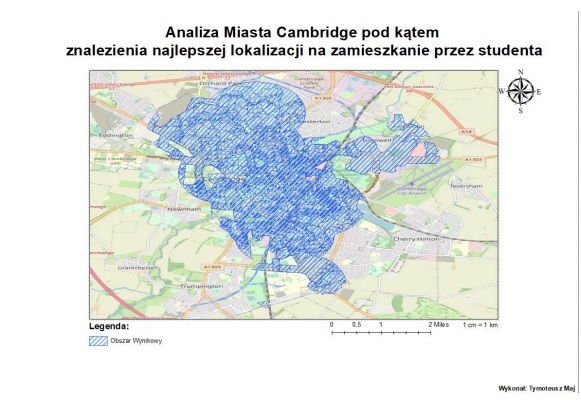 Analiza Miasta Cambridge pod kątem
znalezienia najlepszej lokalizacji na zamieszkanie przez studenta
N
W
E
S
Orchard Park
A1309
Chesterton
A14
Eddington
A1303
Teversham
Newnham
Cherry Hinton
Grantchester
A1309
Trumpington
Legenda:
Obszar Wynikowy
0 0,5 1 2 Miles
1 cm = 1 km
Wykonał: Tymoteusz Maj